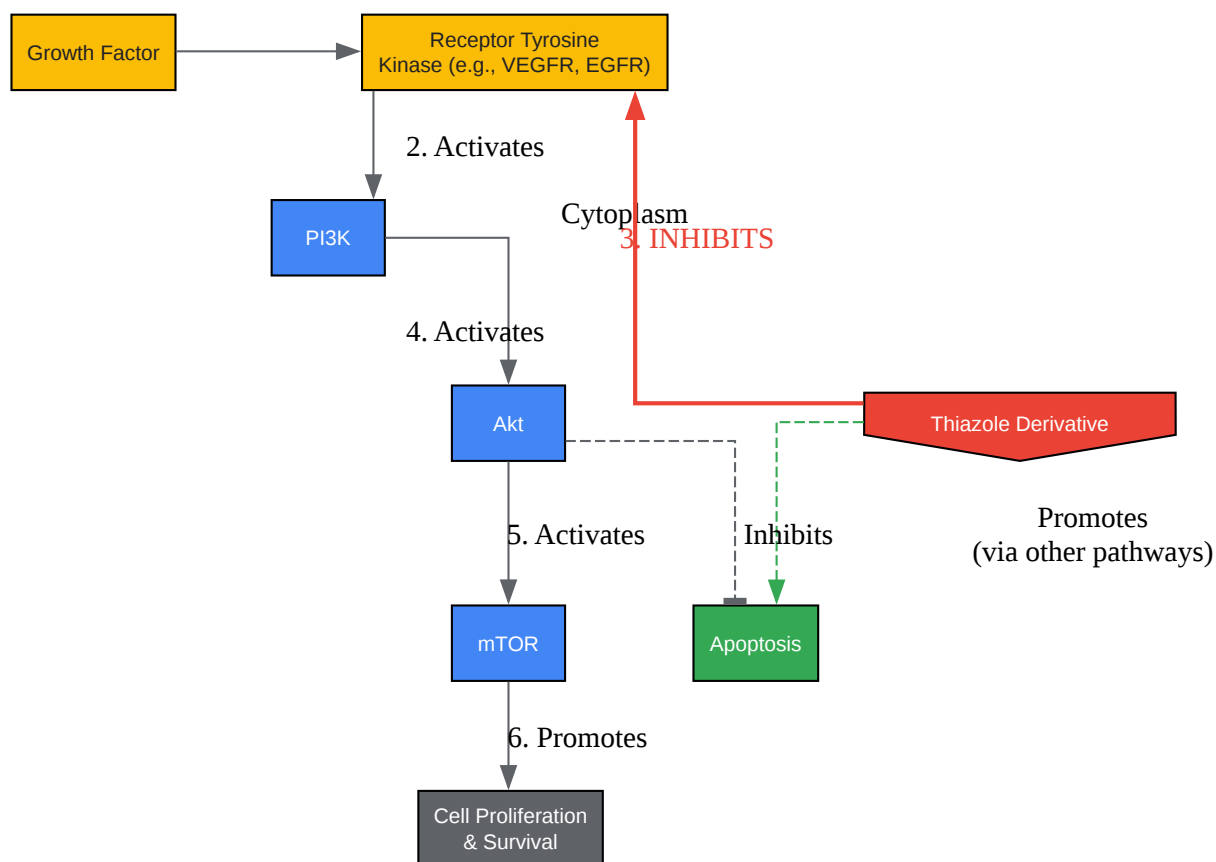 Growth Factor
Receptor Tyrosine
Kinase (e.g., VEGFR, EGFR)
2. Activates
PI3K
Cytoplasm
3. INHIBITS
4. Activates
Akt
Thiazole Derivative
5. Activates
Inhibits
Promotes
(via other pathways)
mTOR
Apoptosis
6. Promotes
Cell Proliferation
& Survival